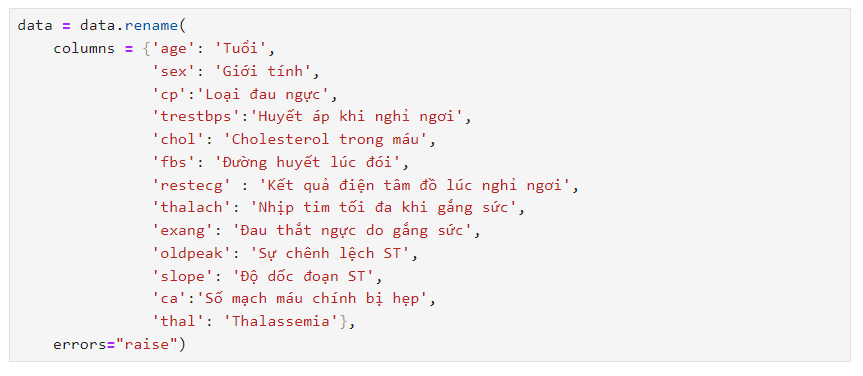 data = data.rename(
    columns = {'age': 'Tuổi',
               'sex': 'Giới tính',
               'cp':'Loại đau ngực',
               'trestbps':'Huyết áp khi nghỉ ngơi',
               'chol': 'Cholesterol trong máu',
               'fbs': 'Đường huyết lúc đói',
               'restecg' : 'Kết quả điện tâm đồ lúc nghỉ ngơi',
               'thalach': 'Nhịp tim tối đa khi gắng sức',
               'exang': 'Đau thắt ngực do gắng sức',
               'oldpeak': 'Sự chênh lệch ST',
               'slope': 'Độ dốc đoạn ST',
               'ca':'Số mạch máu chính bị hẹp',
               'thal': 'Thalassemia'},
    errors="raise")